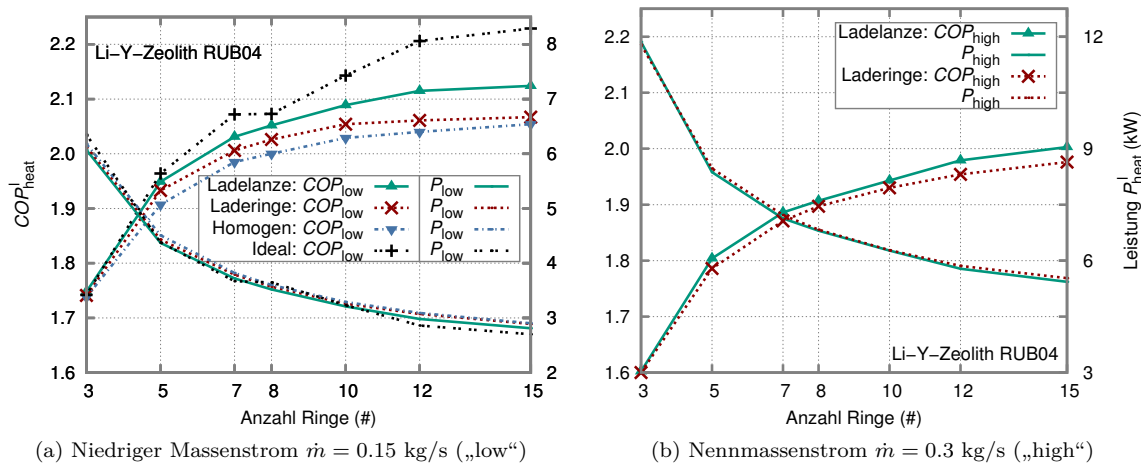 2.2
2.1
2.0
1.9
1.8
1.7
1.6
COP^I_heat
Li-Y-Zeolith RUB04
Ladelanze: COP_low P_low
Laderinge: COP_low P_low
Homogen: COP_low P_low
Ideal: COP_low P_low
8
7
6
5
4
3
2
3 5 7 8 10 12 15
Anzahl Ringe (#)
(a) Niedriger Massenstrom ṁ = 0.15 kg/s („low“)
2.2
2.1
2.0
1.9
1.8
1.7
1.6
Ladelanze: COP_high
P_high
Laderinge: COP_high
P_high
Li-Y-Zeolith RUB04
12
9
6
3
Leistung P^I_heat (kW)
3 5 7 8 10 12 15
Anzahl Ringe (#)
(b) Nennmassenstrom ṁ = 0.3 kg/s („high“)